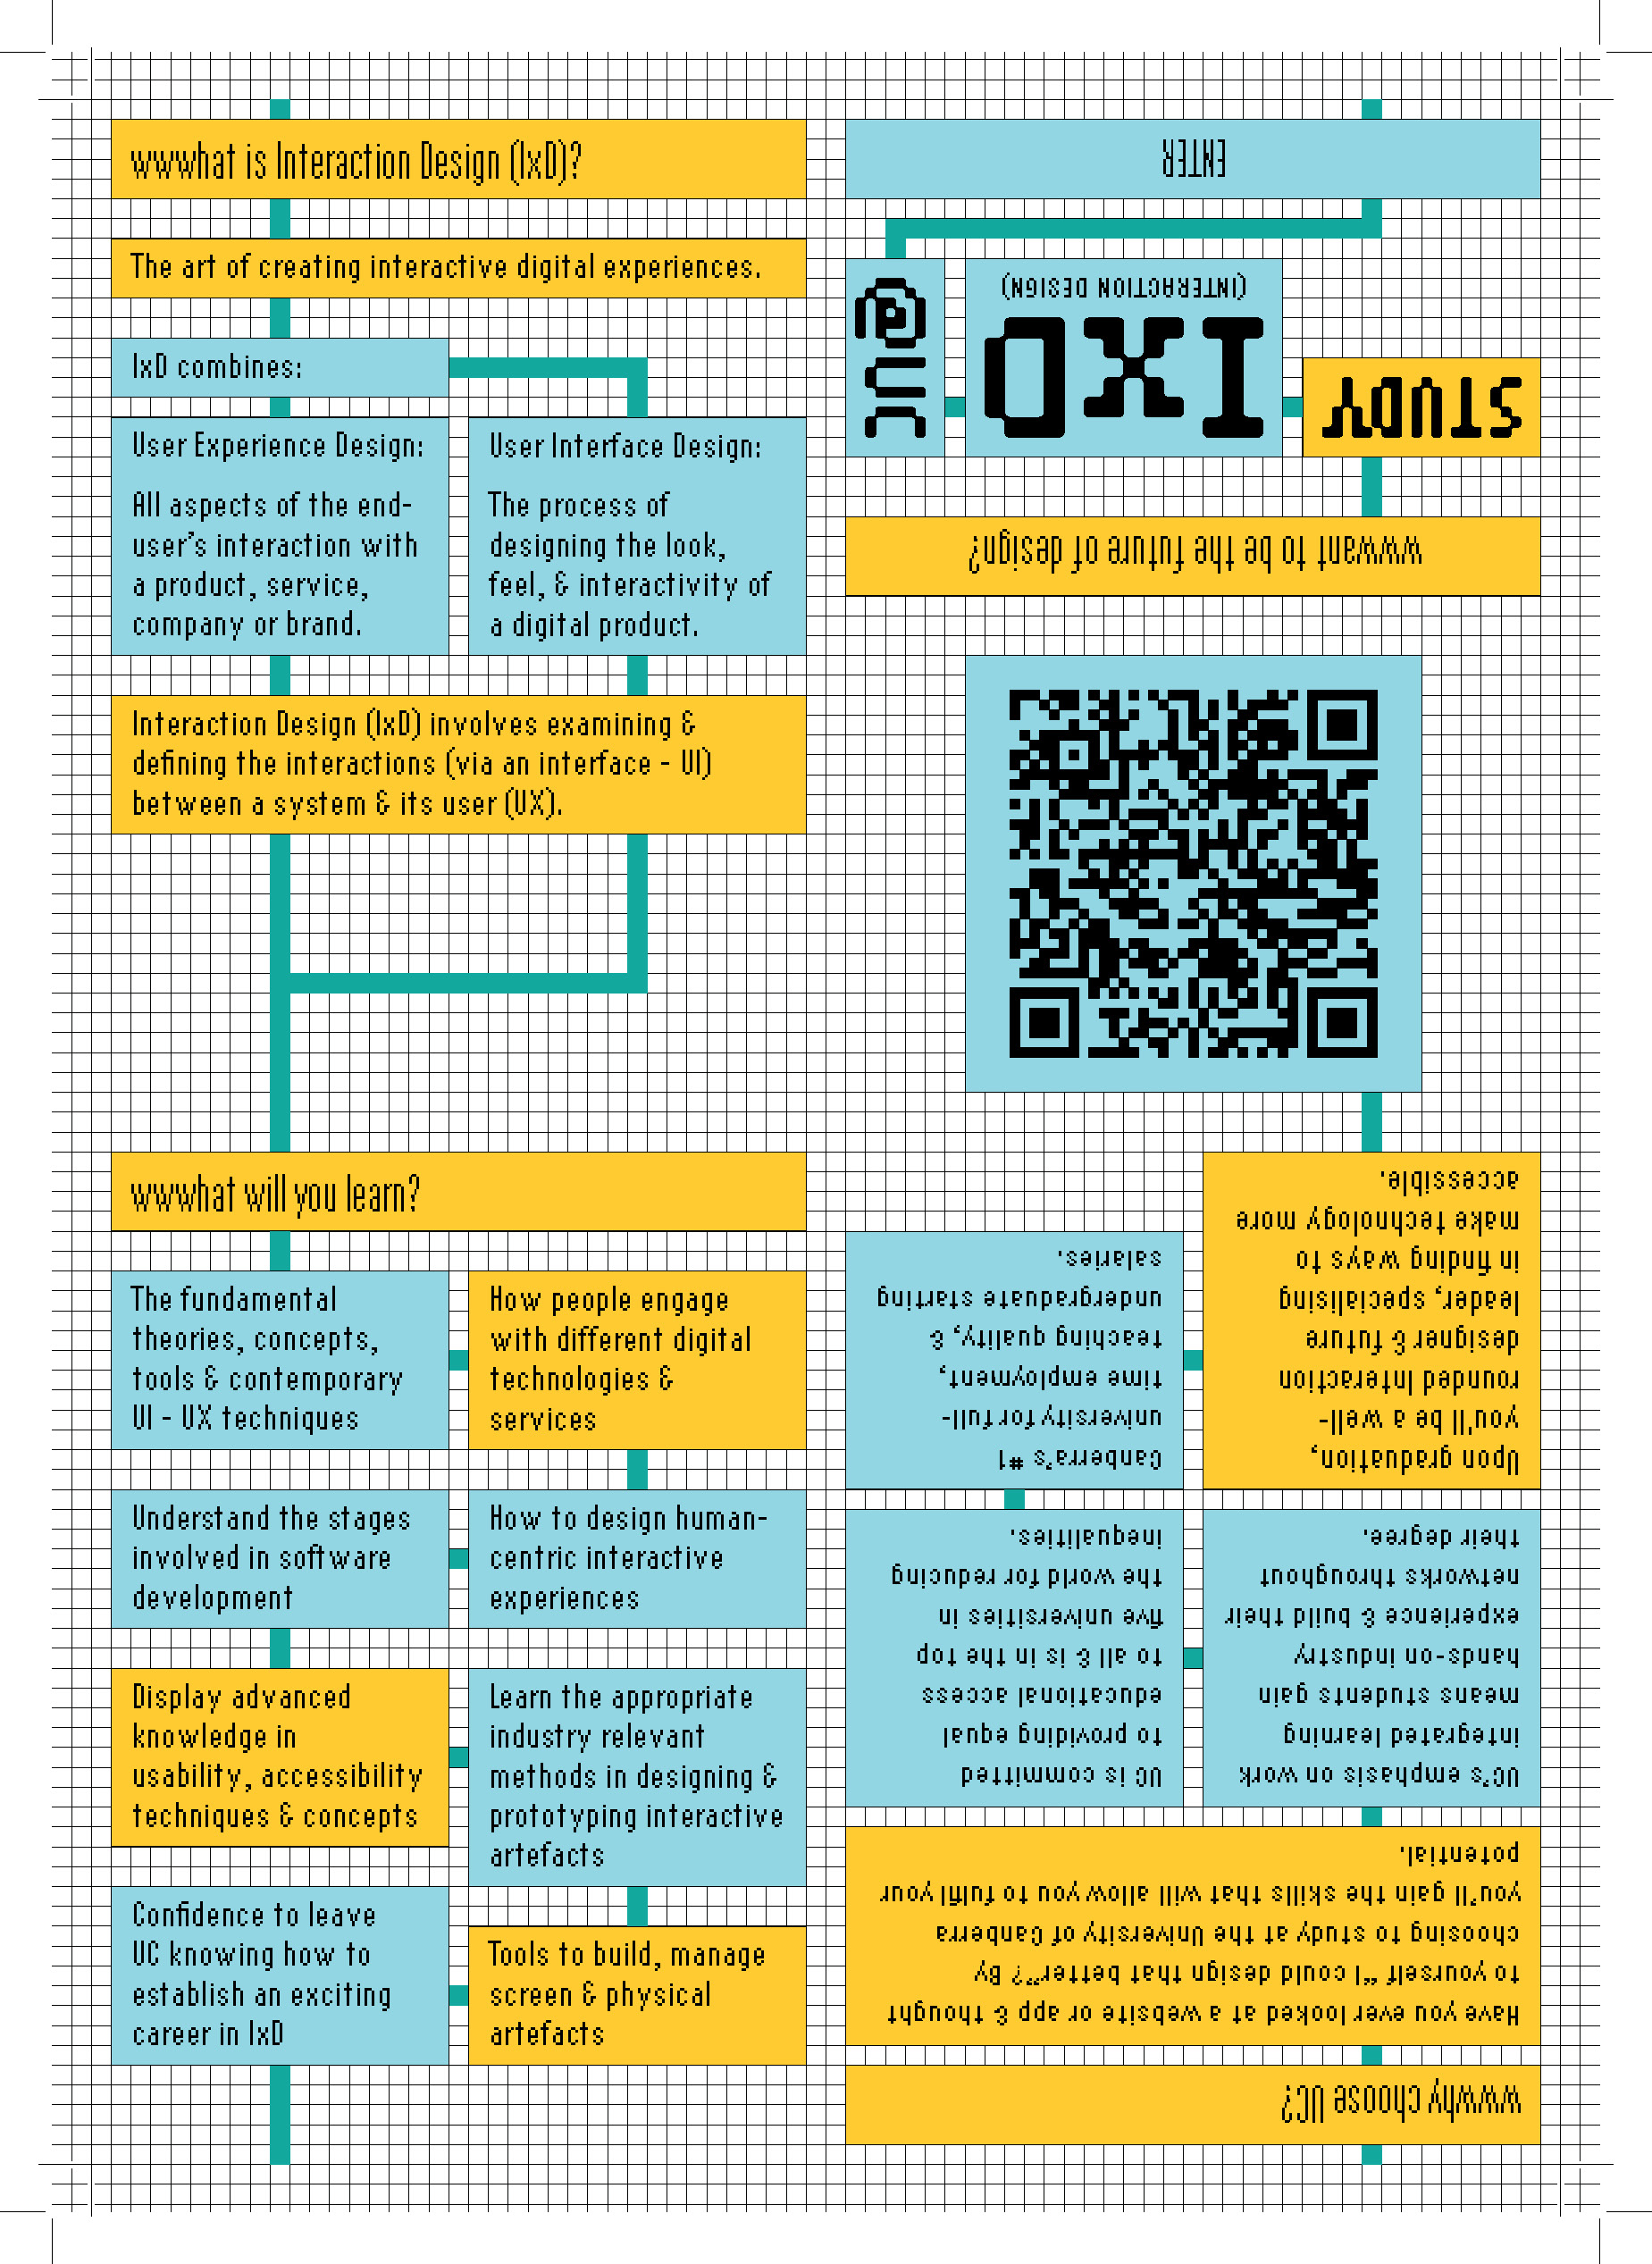 wwwhat is Interaction Design (IxD)?
The art of creating interactive digital experiences.
IxD combines:
User Experience Design:
All aspects of the end-
user's interaction with
a product, service,
company or brand.
User Interface Design:
The process of
designing the look,
feel, & interactivity of
a digital product.
Interaction Design (IxD) involves examining &
defining the interactions (via an interface - UI)
between a system & its user (UX).
wwwhat will you learn?
The fundamental
theories, concepts,
tools & contemporary
UI - UX techniques
How people engage
with different digital
technologies &
services
Understand the stages
involved in software
development
How to design human-
centric interactive
experiences
Display advanced
knowledge in
usability, accessibility
techniques & concepts
Learn the appropriate
industry relevant
methods in designing &
prototyping interactive
artefacts
Confidence to leave
UC knowing how to
establish an exciting
career in IxD
Tools to build, manage
screen & physical
artefacts
wwwhy choose UC?
Have you ever looked at a website or app & thought
to yourself "I could design that better"? By
choosing to study at the University of Canberra
you'll gain the skills that will allow you to fulfil your
potential.
UC's emphasis on work
integrated learning
means students gain
hands-on industry
experience & build their
networks throughout
their degree.
UC is committed
to providing equal
educational access
to all & is in the top
five universities in
the world for reducing
inequalities.
Upon graduation,
you'll be a well-
rounded Interaction
designer & future
leader, specialising
in finding ways to
make technology more
accessible.
Canberra's #1
university for full-
time employment,
teaching quality, &
undergraduate starting
salaries.
wwwant to be the future of design?
STUDY
IXD
(INTERACTION DESIGN)
@UC
ENTER